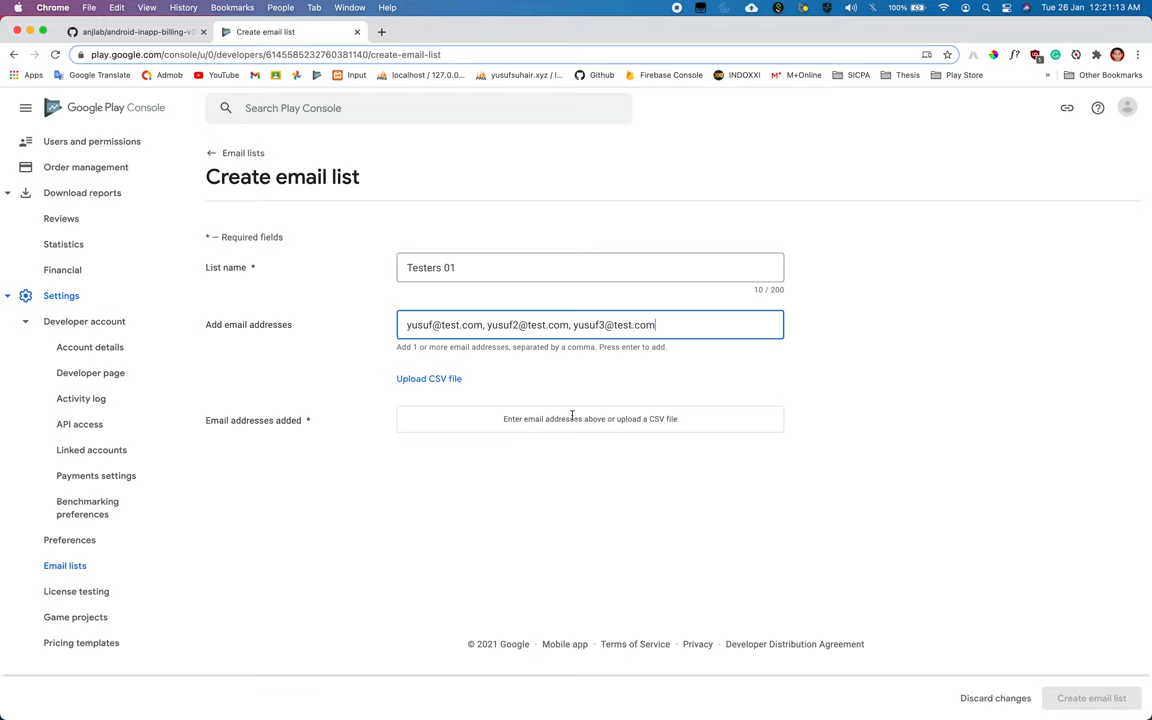 Chrome File Edit View History Bookmarks People Tab Window Help 100% Tue 26 Jan 12:21:13 AM
anjlab/android-inapp-billing-v Create email list
play.google.com/console/u/0/developers/6145585232760381140/create-email-list
Apps Google Translate Admob YouTube Input localhost / 127.0.0... yusufsuhair.xyz / l... Github Firebase Console INDOXXI M+Online SICPA Thesis Play Store » Other Bookmarks
Google Play Console
Search Play Console
Users and permissions
Order management
Download reports
Reviews
Statistics
Financial
Settings
Developer account
Account details
Developer page
Activity log
API access
Linked accounts
Payments settings
Benchmarking
preferences
Preferences
Email lists
License testing
Game projects
Pricing templates
Email lists
Create email list
* — Required fields
List name *
Testers 01
10 / 200
Add email addresses
yusuf@test.com, yusuf2@test.com, yusuf3@test.com
Add 1 or more email addresses, separated by a comma. Press enter to add.
Upload CSV file
Email addresses added *
Enter email addresses above or upload a CSV file
© 2021 Google · Mobile app · Terms of Service · Privacy · Developer Distribution Agreement
Discard changes
Create email list